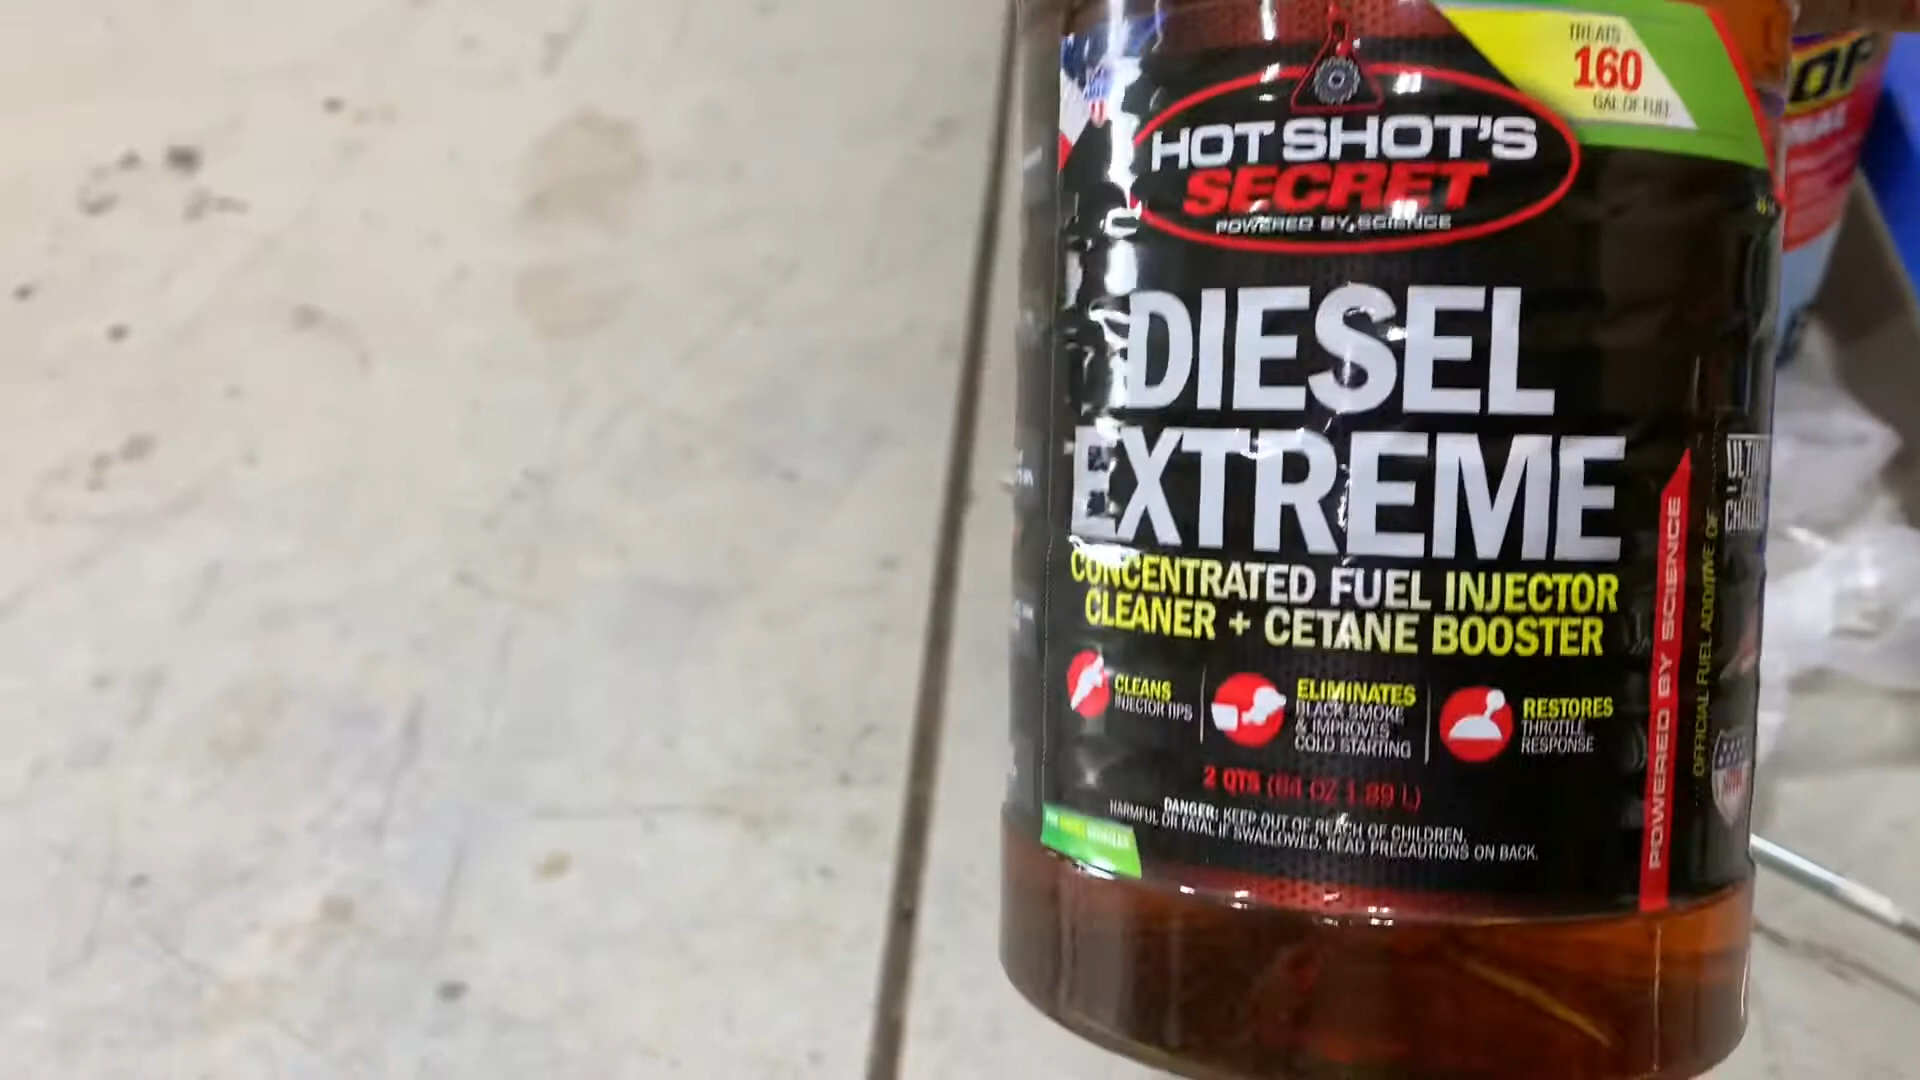 TREATS
160
GAL OF FUEL
HOT SHOT'S
SECRET
POWERED BY SCIENCE
DIESEL
EXTREME
CONCENTRATED FUEL INJECTOR
CLEANER + CETANE BOOSTER
CLEANS
INJECTOR TIPS
ELIMINATES
BLACK SMOKE
& IMPROVES
COLD STARTING
RESTORES
THROTTLE
RESPONSE
2 QTS (64 OZ 1.89 L)
DANGER: KEEP OUT OF REACH OF CHILDREN.
HARMFUL OR FATAL IF SWALLOWED. READ PRECAUTIONS ON BACK.
POWERED BY SCIENCE
OFFICIAL FUEL ADDITIVE OF